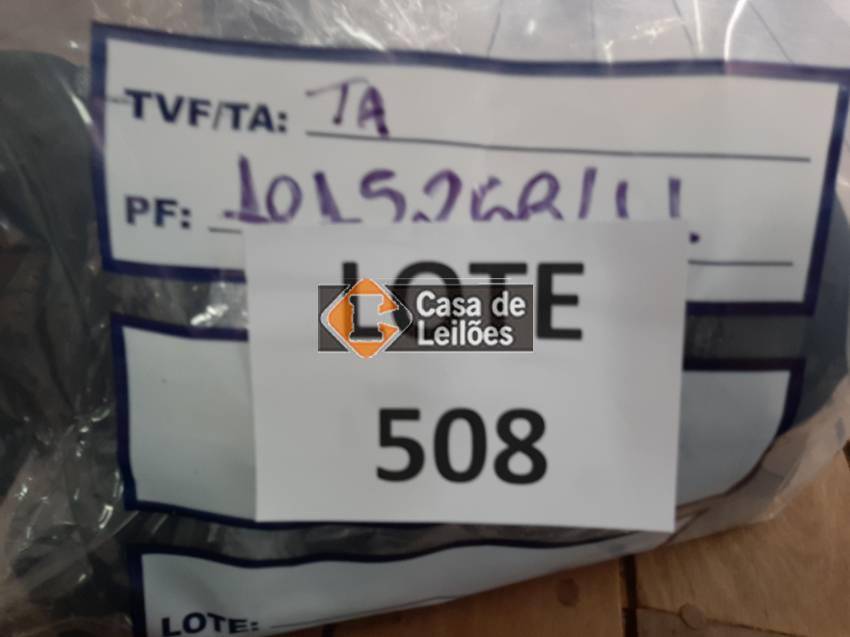 TVF/TA: TA
PF:
LOTE
Casa de
Leilões
508
LOTE: